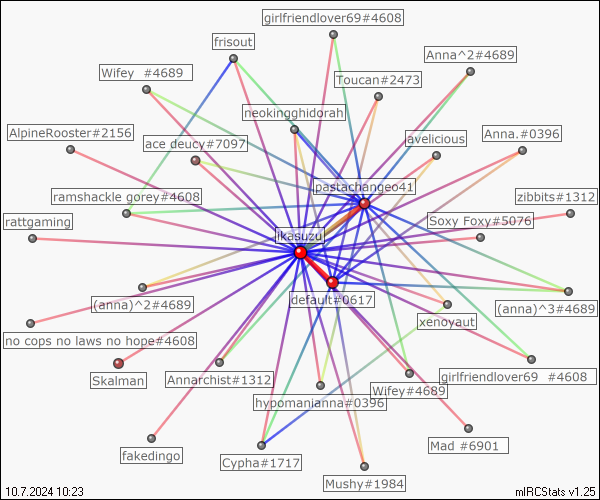 girlfriendlover69#4608
frisout
Anna^2#4689
Wifey  #4689
Toucan#2473
neokingghidorah
AlpineRooster#2156
ace deucy#7097
avelicious
Anna.#0396
pastachangeo41
ramshackle gorey#4608
zibbits#1312
rattgaming
Soxy Foxy#5076
ikasuzu
(anna)^2#4689
default#0617
(anna)^3#4689
xenoyaut
no cops no laws no hope#4608
Skalman
Annarchist#1312
girlfriendlover69  #4608
Wifey#4689
hypomanianna#0396
fakedingo
Mad #6901
Cypha#1717
Mushy#1984
10.7.2024 10:23
mIRCStats v1.25